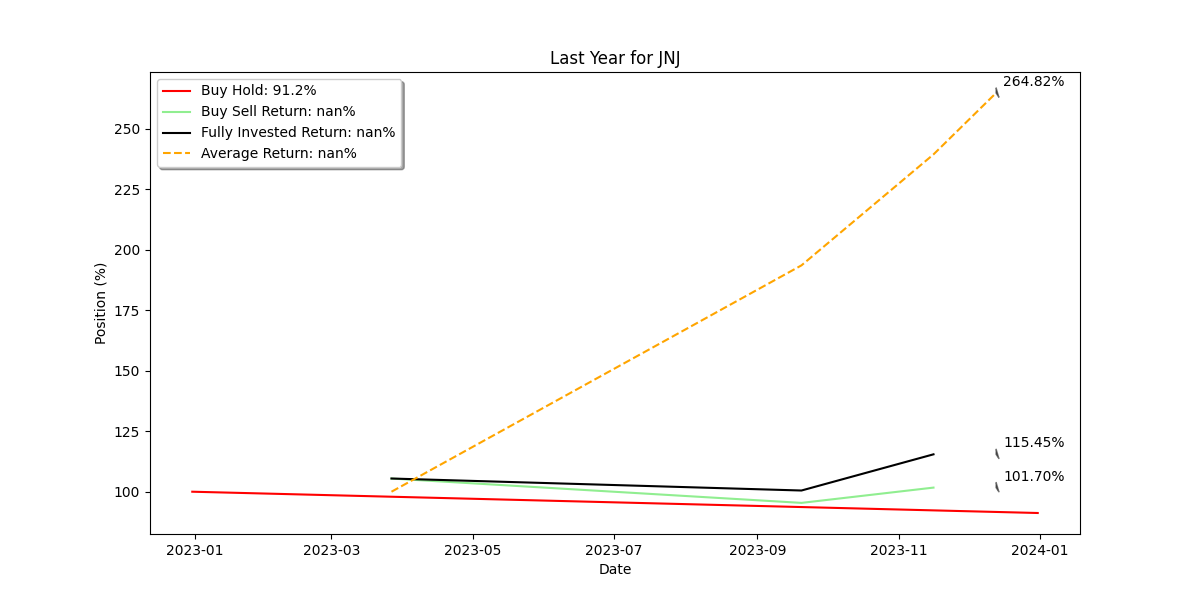 Last Year for JNJ
Buy Hold: 91.2%
Buy Sell Return: nan%
Fully Invested Return: nan%
Average Return: nan%
264.82%
115.45%
101.70%
Position (%)
250
225
200
175
150
125
100
2023-01
2023-03
2023-05
2023-07
2023-09
2023-11
2024-01
Date